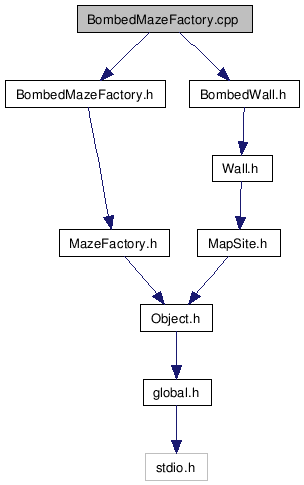 BombedMazeFactory.cpp
BombedMazeFactory.h
BombedWall.h
Wall.h
MazeFactory.h
MapSite.h
Object.h
global.h
stdio.h